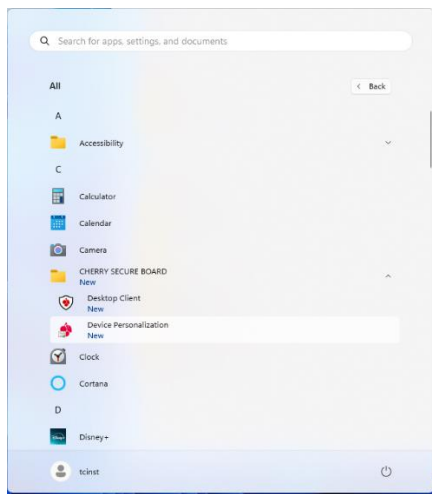 Search for apps, settings, and documents
All
Back
A
Accessibility
C
Calculator
Calendar
Camera
CHERRY SECURE BOARD
New
Desktop Client
New
Device Personalization
New
Clock
Cortana
D
Disney+
tcinst